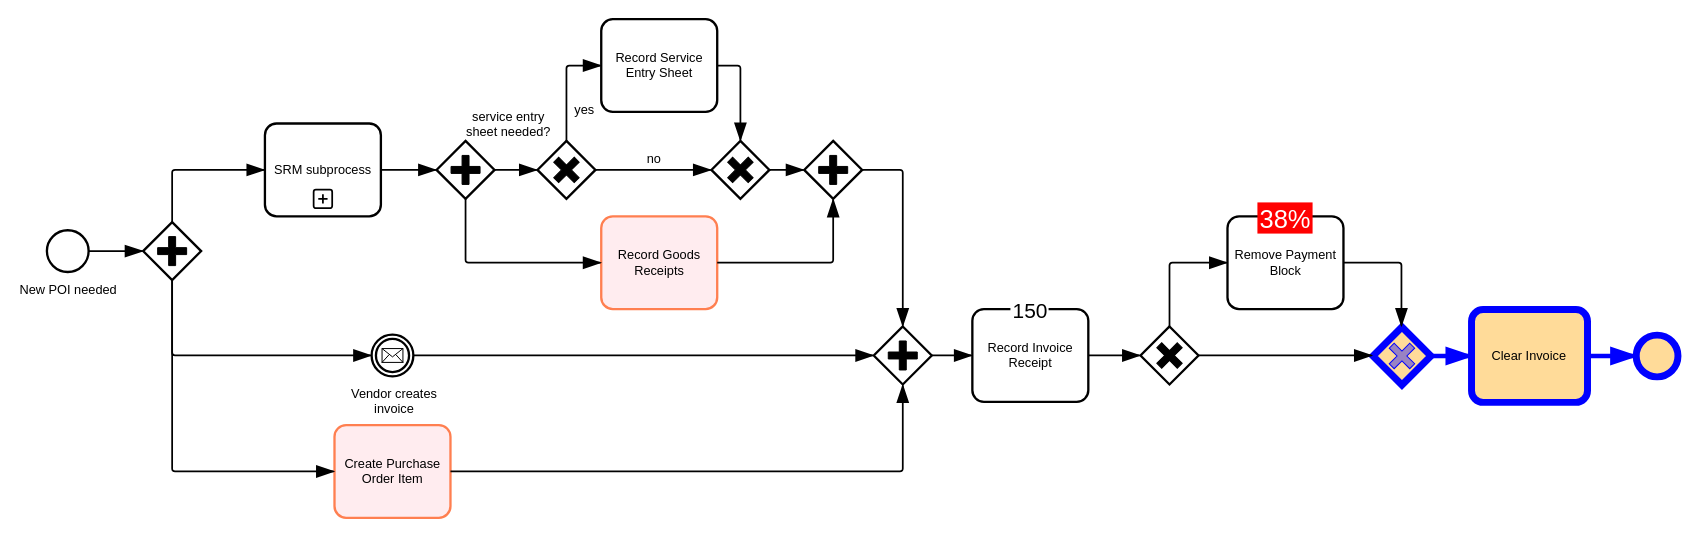 Record Service
Entry Sheet
service entry
sheet needed?
yes
no
SRM subprocess
New POI needed
Record Goods
Receipts
38%
Remove Payment
Block
150
Record Invoice
Receipt
Clear Invoice
Vendor creates
invoice
Create Purchase
Order Item